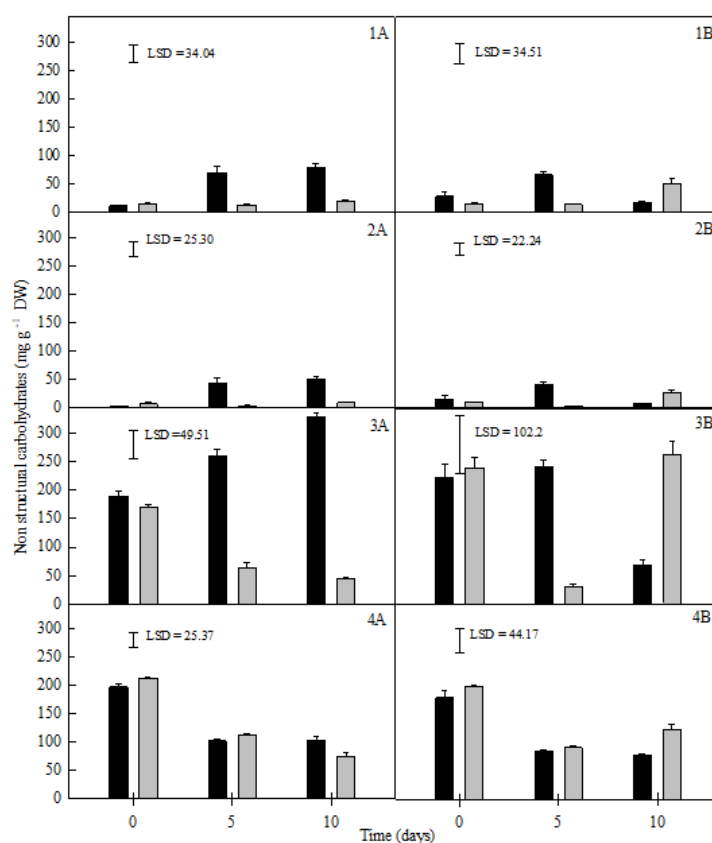 1A
1B
300
250
200
150
100
50
0
LSD = 34.04
LSD = 34.51
2A
2B
300
250
200
150
100
50
0
LSD = 25.30
LSD = 22.24
3A
3B
300
250
200
150
100
50
0
LSD = 49.51
LSD = 102.2
4A
4B
300
250
200
150
100
50
0
LSD = 25.37
LSD = 44.17
Non structural carbohydrates (mg g⁻¹ DW)
0 5 10
0 5 10
Time (days)